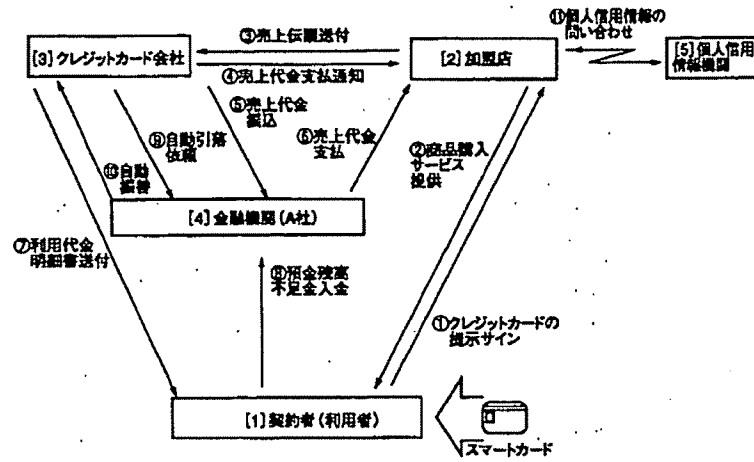 ③売上伝票送付
⑪個人信用情報の
問い合わせ
[3]クレジットカード会社
[2]加盟店
[5]個人信用
情報機関
④売上代金支払通知
⑤売上代金
振込
⑥売上代金
支払
⑨自動引落
依頼
②商品購入
サービス
提供
⑩自動
振替
[4]金融機関(A社)
⑦利用代金
明細書送付
⑧預金残高
不足金入金
①クレジットカードの
提示サイン
[1]契約者(利用者)
スマートカード